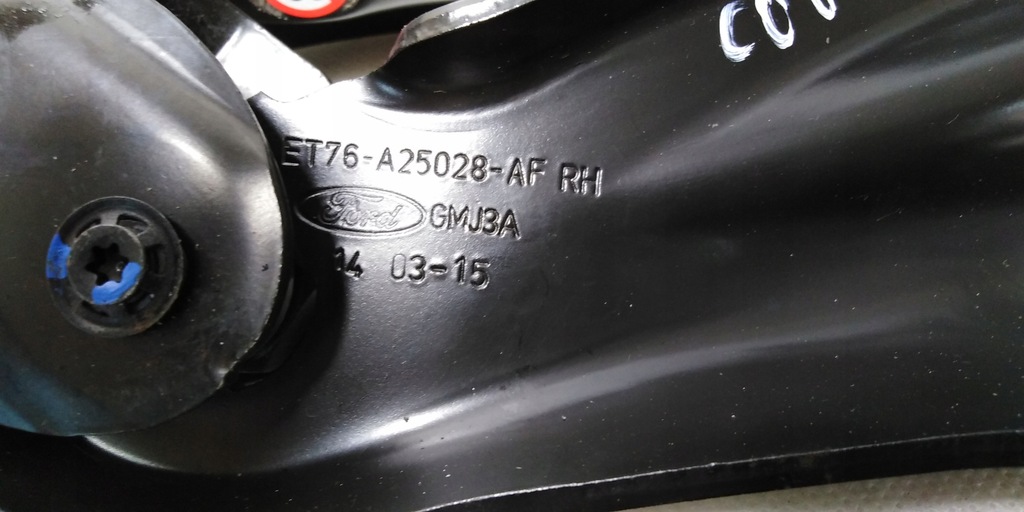 ET76-A25028-AF RH
Ford GMJ3A
14 03-15